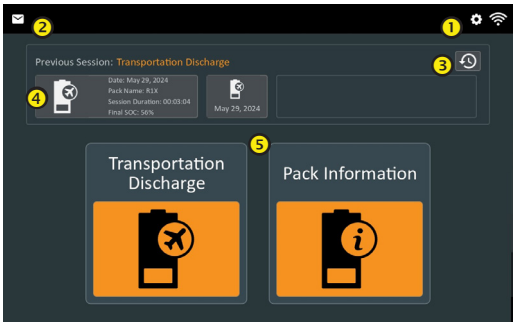 2
1
Previous Session: Transportation Discharge
3
4
Date: May 29, 2024
Pack Name: R1X
Session Duration: 00:03:04
Final SOC: 56%
May 29, 2024
5
Transportation
Discharge
Pack Information
i